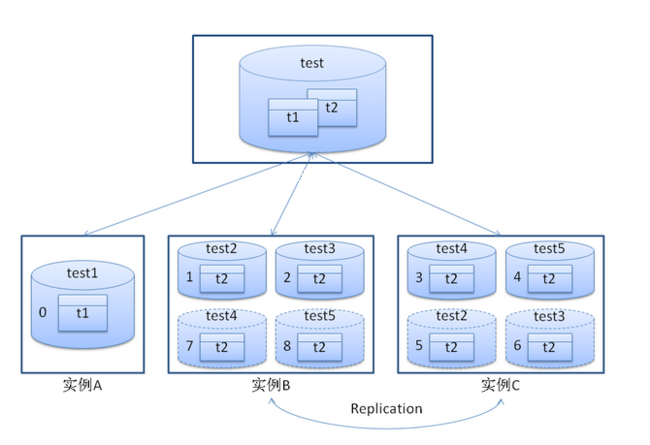 test
t1
t2
test1
0
t1
实例A
test2
test3
1
t2
2
t2
test4
test5
7
t2
8
t2
实例B
test4
test5
3
t2
4
t2
test2
test3
5
t2
6
t2
实例C
Replication